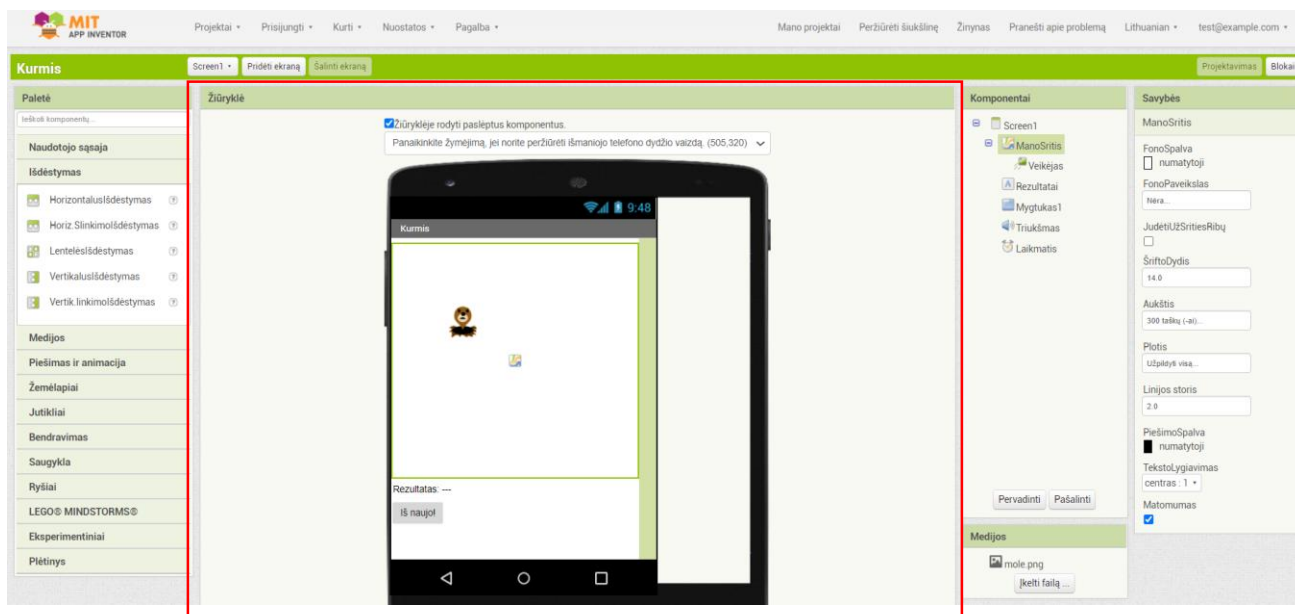 MIT
APP INVENTOR
Projektai
Prisijungti
Kurti
Nuostatos
Pagalba
Mano projektai
Peržiūrėti šiukšlinę
Žinynas
Pranešti apie problemą
Lithuanian
test@example.com
Kurmis
Screen1
Pridėti ekraną
Šalinti ekraną
Projektavimas
Blokai
Paletė
Ieškoti komponentų...
Naudotojo sąsaja
Išdėstymas
HorizontalusIšdėstymas
Horiz.SlinkimoIšdėstymas
LentelėsIšdėstymas
VertikalusIšdėstymas
Vertik.linkimoIšdėstymas
Medijos
Piešimas ir animacija
Žemėlapiai
Jutikliai
Bendravimas
Saugykla
Ryšiai
LEGO® MINDSTORMS®
Eksperimentiniai
Plėtinys
Žiūryklė
Žiūryklėje rodyti paslėptus komponentus.
Panaikinkite žymėjimą, jei norite peržiūrėti išmaniojo telefono dydžio vaizdą. (505,320)
9:48
Kurmis
Rezultatas: ---
Iš naujo!
Komponentai
Screen1
ManoSritis
Veikėjas
Rezultatai
Mygtukas1
Triukšmas
Laikmatis
Pervadinti
Pašalinti
Medijos
mole.png
Įkelti failą ...
Savybės
ManoSritis
FonoSpalva
numatytoji
FonoPaveikslas
Nėra...
JudėtiUžSritiesRibų
ŠriftoDydis
14.0
Aukštis
300 taškų (-ai)...
Plotis
Užpildyti visą...
Linijos storis
2.0
PiešimoSpalva
numatytoji
TekstoLygiavimas
centras : 1
Matomumas